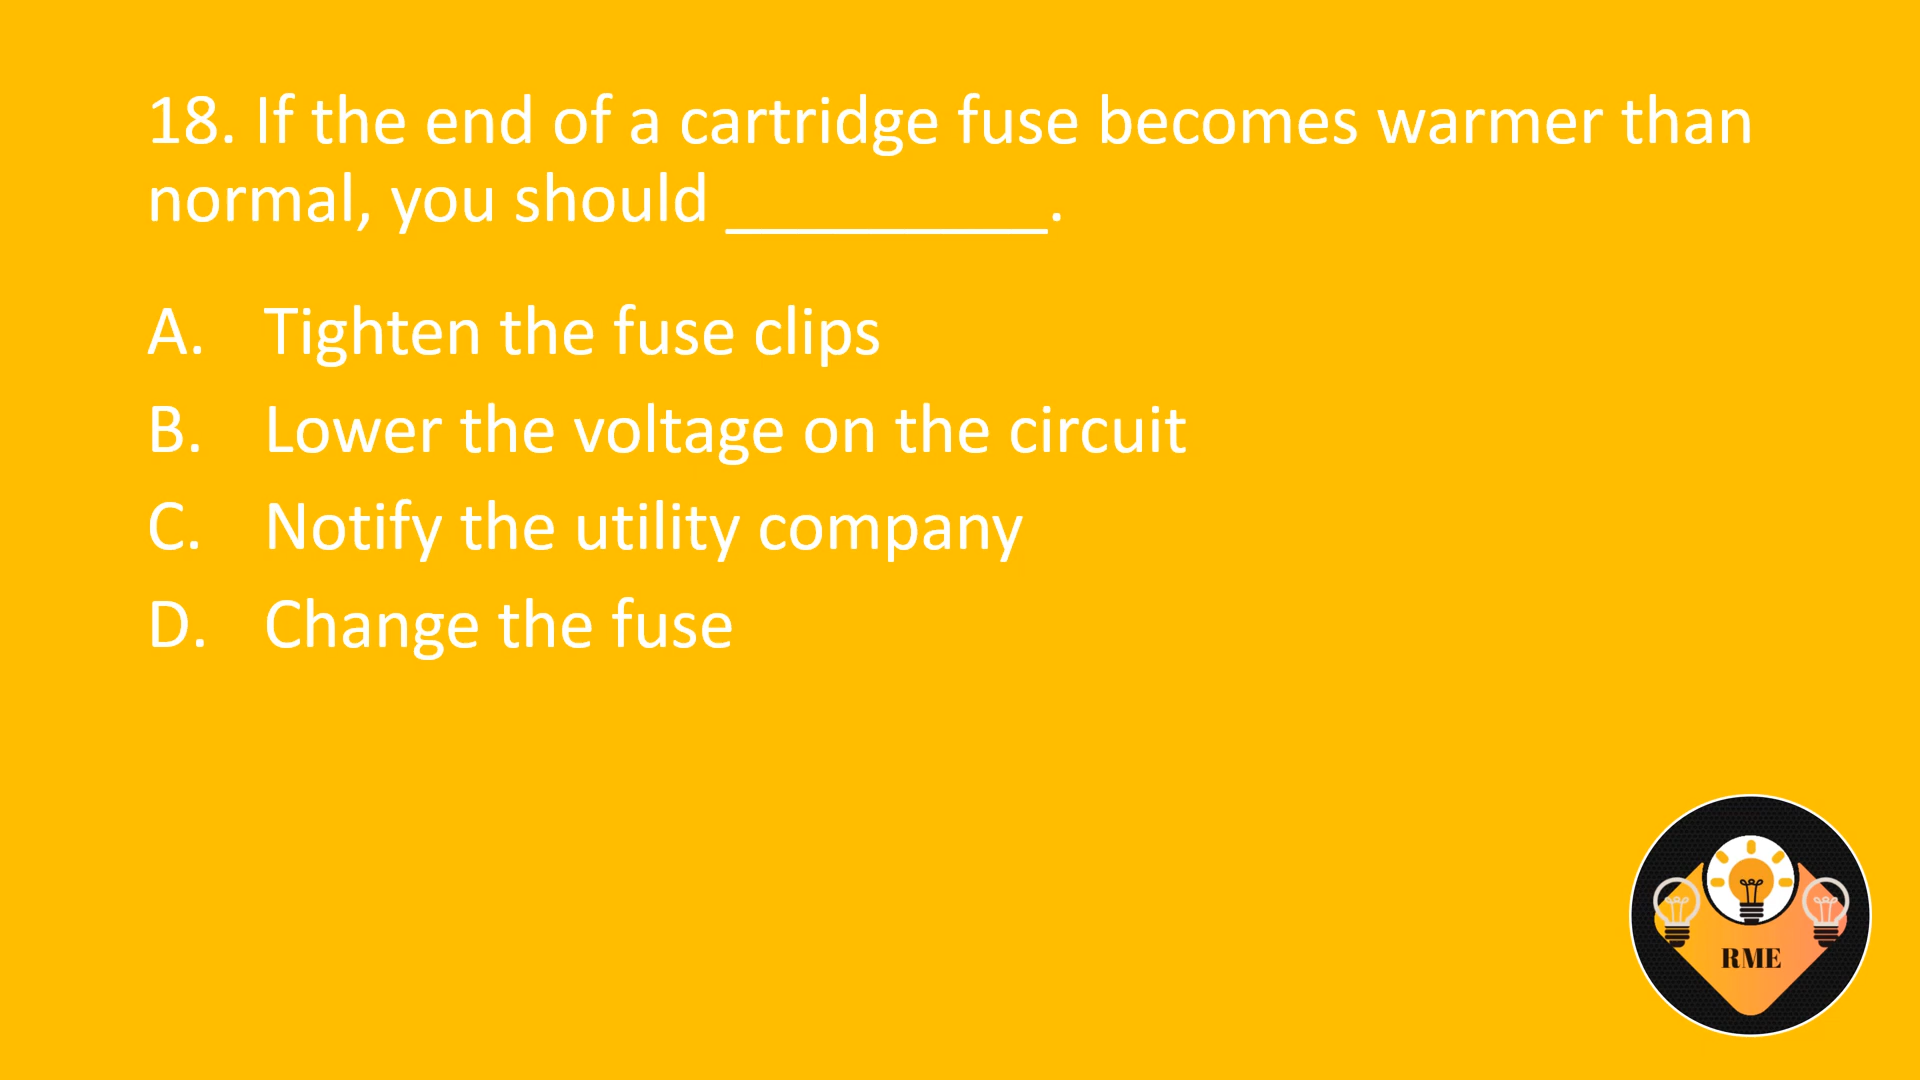 18. If the end of a cartridge fuse becomes warmer than
normal, you should __________.
A. Tighten the fuse clips
B. Lower the voltage on the circuit
C. Notify the utility company
D. Change the fuse
RME